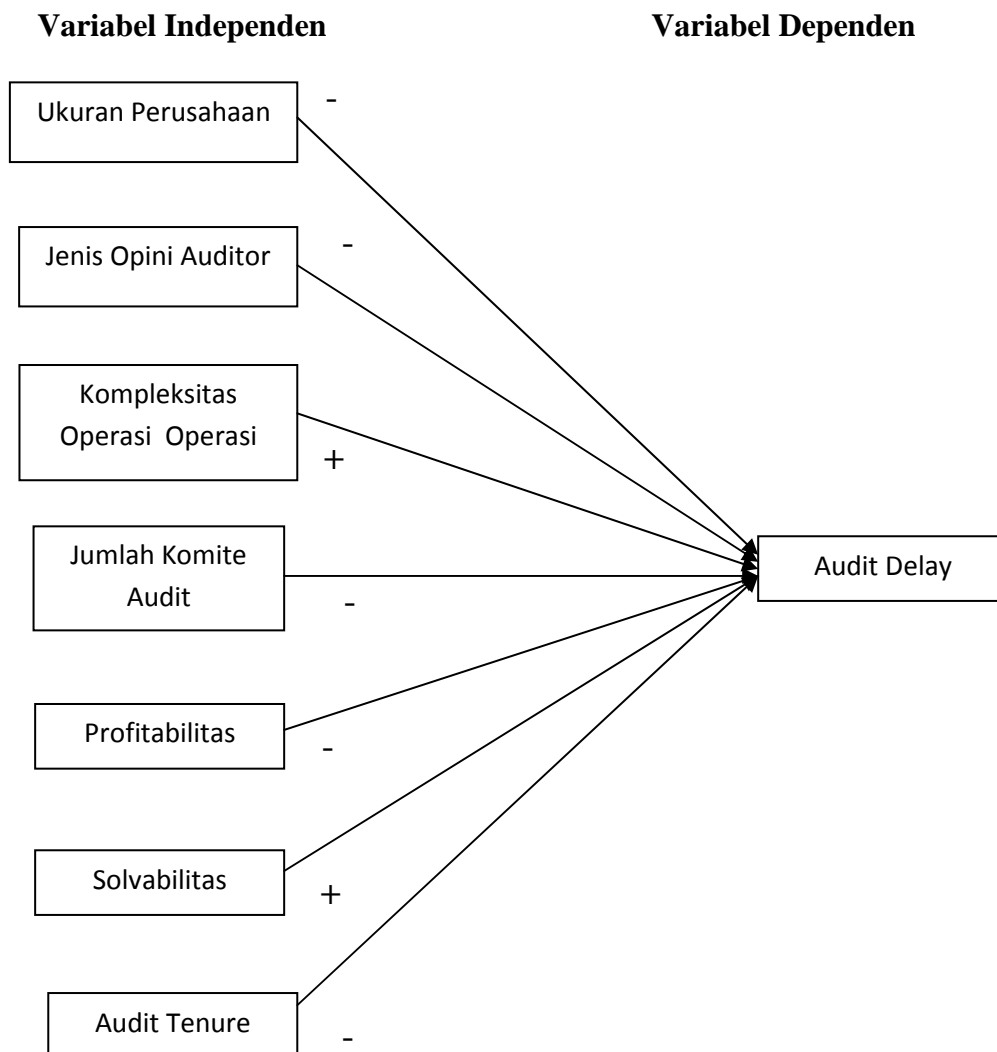 Variabel Independen
Variabel Dependen
Ukuran Perusahaan
-
Jenis Opini Auditor
-
Kompleksitas
Operasi Operasi
+
Jumlah Komite
Audit
-
Audit Delay
Profitabilitas
-
Solvabilitas
+
Audit Tenure
-